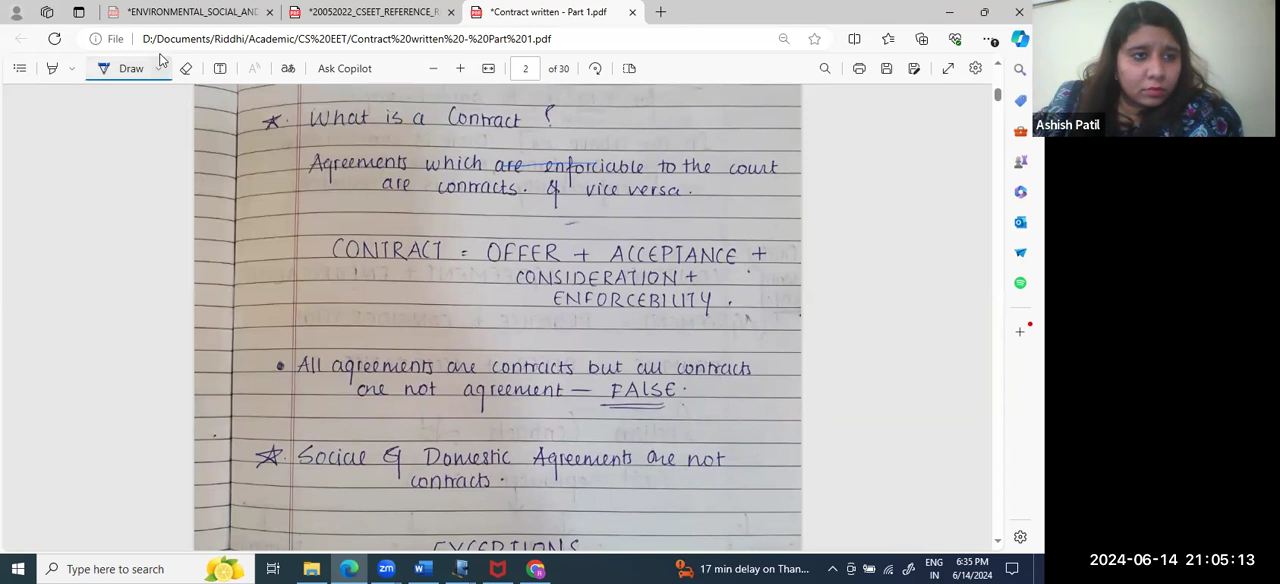 *ENVIRONMENTAL_SOCIAL_AND_
*20052022_CSEET_REFERENCE_R
*Contract written - Part 1.pdf
File
D:/Documents/Riddhi/Academic/CS%20EET/Contract%20written%20-%20Part%201.pdf
Draw
Ask Copilot
2
of 30
Ashish Patil
What is a Contract ?
Agreements which are enforciable to the court
are contracts. & vice versa.
CONTRACT = OFFER + ACCEPTANCE +
CONSIDERATION +
ENFORCEBILITY.
All agreements are contracts but all contracts
are not agreement — FALSE.
Social & Domestic Agreements are not
contracts.
EXCEPTIONS
Type here to search
17 min delay on Than...
ENG
IN
6:35 PM
6/14/2024
2024-06-14 21:05:13